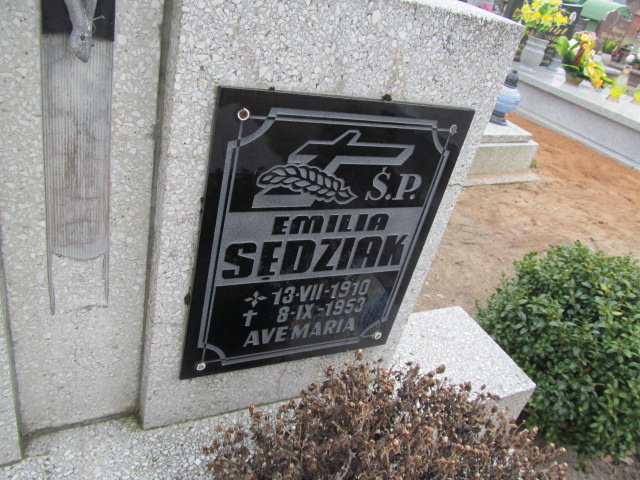 Ś.P.
EMILIA
SĘDZIAK
13·VII·1910
8·IX·1953
AVE MARIA